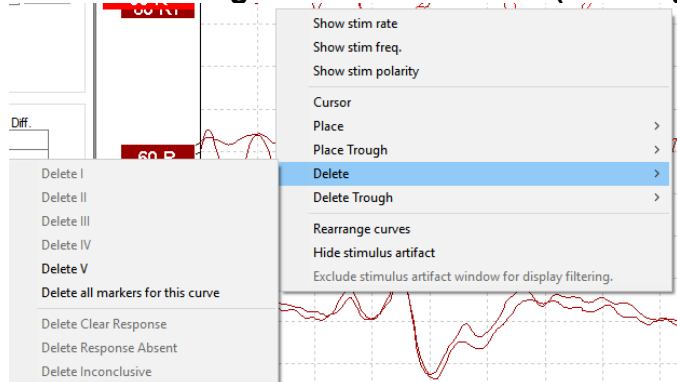 Show stim rate
Show stim freq.
Show stim polarity
Cursor
Place
Place Trough
Delete
Delete Trough
Rearrange curves
Hide stimulus artifact
Exclude stimulus artifact window for display filtering.
Diff.
Delete I
Delete II
Delete III
Delete IV
Delete V
Delete all markers for this curve
Delete Clear Response
Delete Response Absent
Delete Inconclusive